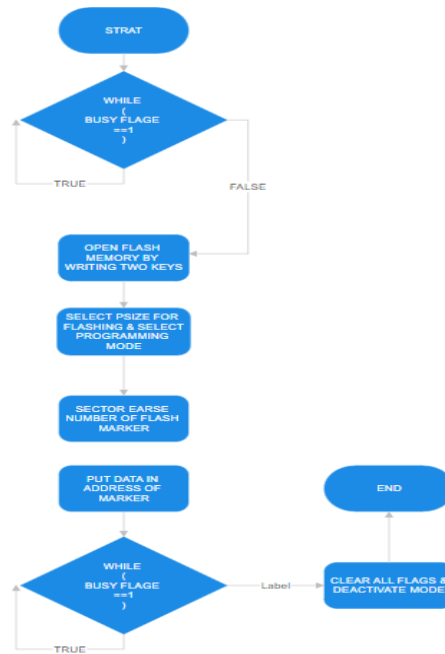 STRAT
WHILE
(
BUSY FLAGE
==1
)
TRUE
FALSE
OPEN FLASH
MEMORY BY
WRITING TWO KEYS
SELECT PSIZE FOR
FLASHING & SELECT
PROGRAMMING
MODE
SECTOR EARSE
NUMBER OF FLASH
MARKER
PUT DATA IN
ADDRESS OF
MARKER
WHILE
(
BUSY FLAGE
==1
)
TRUE
Label
CLEAR ALL FLAGS &
DEACTIVATE MODE
END